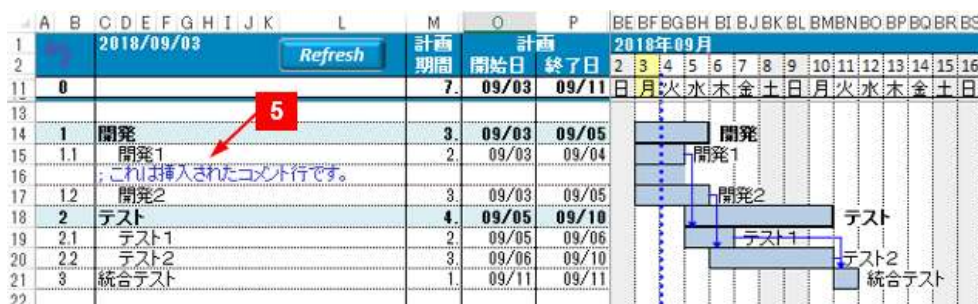 A B C D E F G H I J K L M O P BE BF BG BH BI BJ BK BL BM BN BO BP BQ BR BS
1 2018/09/03 計画 計画 2018年09月
2 Refresh 期間 開始日 終了日 2 3 4 5 6 7 8 9 10 11 12 13 14 15 16
11 0 7. 09/03 09/11 日 月 火 水 木 金 土 日 月 火 水 木 金 土 日
13 5
14 1 開発 3. 09/03 09/05 開発
15 1.1 開発1 2. 09/03 09/04 開発1
16 ; これは挿入されたコメント行です。
17 1.2 開発2 3. 09/03 09/05 開発2
18 2 テスト 4. 09/05 09/10 テスト
19 2.1 テスト1 2. 09/05 09/06 テスト1
20 2.2 テスト2 3. 09/06 09/10 テスト2
21 3 統合テスト 1. 09/11 09/11 統合テスト
22